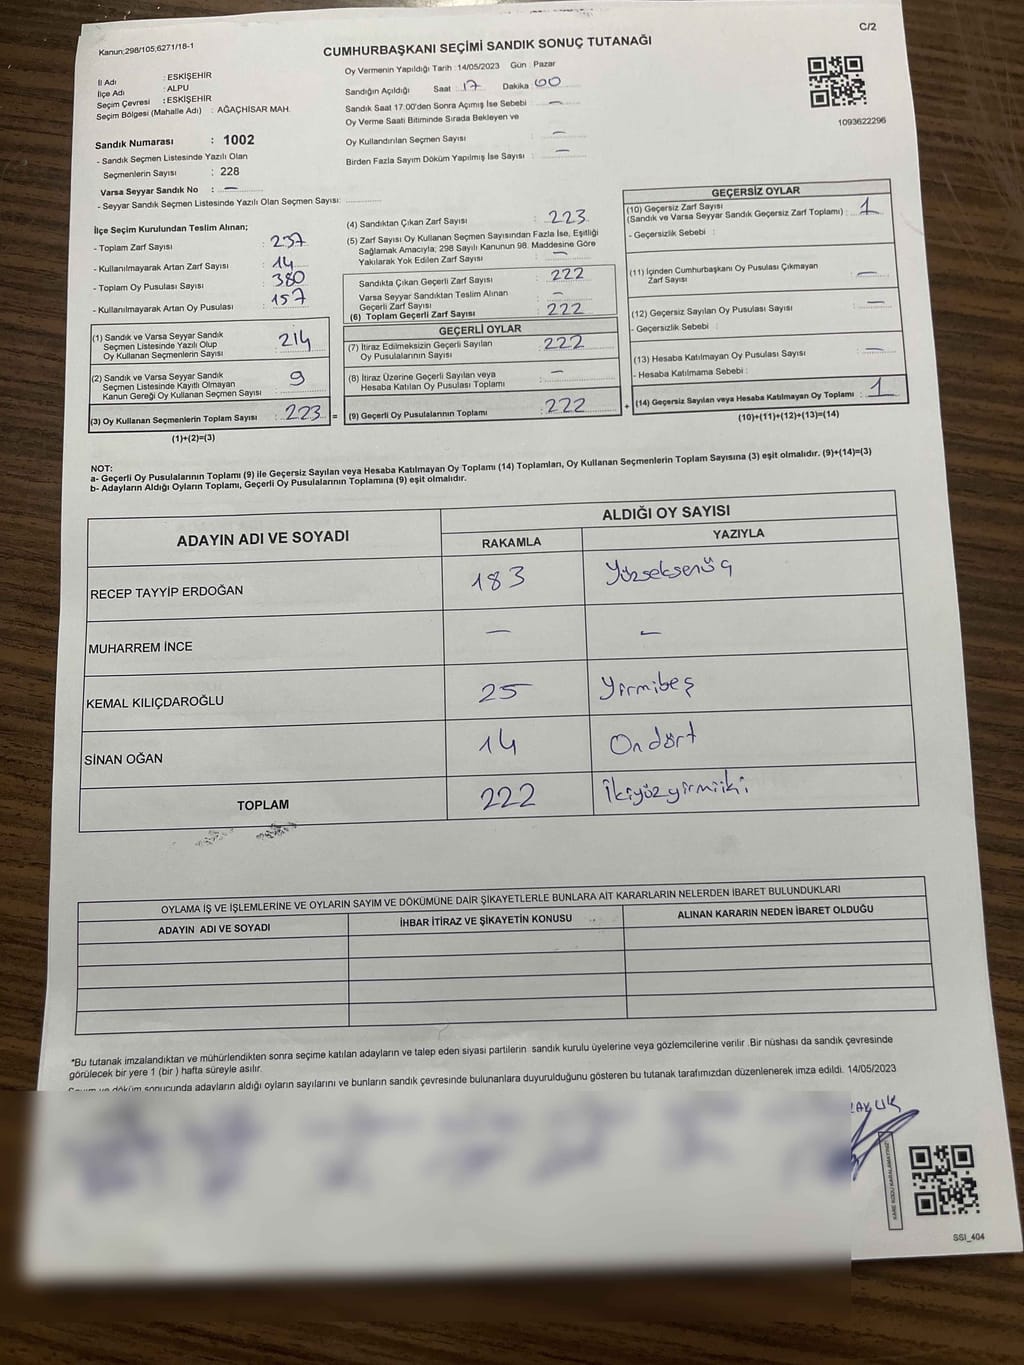 Kanun;298/105,6271/18-1
C/2
CUMHURBAŞKANI SEÇİMİ SANDIK SONUÇ TUTANAĞI
İl Adı : ESKİŞEHİR
İlçe Adı : ALPU
Seçim Çevresi : ESKİŞEHİR
Seçim Bölgesi (Mahalle Adı) : AĞAÇHİSAR MAH.
Oy Vermenin Yapıldığı Tarih :14/05/2023 Gün : Pazar
Sandığın Açıldığı Saat : 17 Dakika : 00
Sandık Saat 17:00'den Sonra Açımış İse Sebebi : —
Oy Verme Saati Bitiminde Sırada Bekleyen ve
Oy Kullandırılan Seçmen Sayısı : —
Birden Fazla Sayım Döküm Yapılmış İse Sayısı : —
1093622296
Sandık Numarası : 1002
- Sandık Seçmen Listesinde Yazılı Olan
Seçmenlerin Sayısı : 228
Varsa Seyyar Sandık No : —
- Seyyar Sandık Seçmen Listesinde Yazılı Olan Seçmen Sayısı:
İlçe Seçim Kurulundan Teslim Alınan;
- Toplam Zarf Sayısı : 237
- Kullanılmayarak Artan Zarf Sayısı : 14
- Toplam Oy Pusulası Sayısı : 380
- Kullanılmayarak Artan Oy Pusulası : 157
(1) Sandık ve Varsa Seyyar Sandık
Seçmen Listesinde Yazılı Olup
Oy Kullanan Seçmenlerin Sayısı : 214
(2) Sandık ve Varsa Seyyar Sandık
Seçmen Listesinde Kayıtlı Olmayan
Kanun Gereği Oy Kullanan Seçmen Sayısı : 9
(3) Oy Kullanan Seçmenlerin Toplam Sayısı : 223 =
(1)+(2)=(3)
(4) Sandıktan Çıkan Zarf Sayısı : 223
(5) Zarf Sayısı Oy Kullanan Seçmen Sayısından Fazla İse, Eşitliği
Sağlamak Amacıyla; 298 Sayılı Kanunun 98. Maddesine Göre
Yakılarak Yok Edilen Zarf Sayısı : —
Sandıkta Çıkan Geçerli Zarf Sayısı : 222
Varsa Seyyar Sandıktan Teslim Alınan
Geçerli Zarf Sayısı : —
(6) Toplam Geçerli Zarf Sayısı : 222
GEÇERLİ OYLAR
(7) İtiraz Edilmeksizin Geçerli Sayılan
Oy Pusulalarının Sayısı : 222
(8) İtiraz Üzerine Geçerli Sayılan veya
Hesaba Katılan Oy Pusulası Toplamı : —
(9) Geçerli Oy Pusulalarının Toplamı : 222 +
GEÇERSİZ OYLAR
(10) Geçersiz Zarf Sayısı
(Sandık ve Varsa Seyyar Sandık Geçersiz Zarf Toplamı) : 1
- Geçersizlik Sebebi :
(11) İçinden Cumhurbaşkanı Oy Pusulası Çıkmayan
Zarf Sayısı : —
(12) Geçersiz Sayılan Oy Pusulası Sayısı : —
- Geçersizlik Sebebi :
(13) Hesaba Katılmayan Oy Pusulası Sayısı : —
- Hesaba Katılmama Sebebi :
(14) Geçersiz Sayılan veya Hesaba Katılmayan Oy Toplamı : 1
(10)+(11)+(12)+(13)=(14)
NOT:
a- Geçerli Oy Pusulalarının Toplamı (9) ile Geçersiz Sayılan veya Hesaba Katılmayan Oy Toplamı (14) Toplamları, Oy Kullanan Seçmenlerin Toplam Sayısına (3) eşit olmalıdır. (9)+(14)=(3)
b- Adayların Aldığı Oyların Toplamı, Geçerli Oy Pusulalarının Toplamına (9) eşit olmalıdır.
ADAYIN ADI VE SOYADI ALDIĞI OY SAYISI
RAKAMLA YAZIYLA
RECEP TAYYİP ERDOĞAN 183 Yüzseksenüç
MUHARREM İNCE — —
KEMAL KILIÇDAROĞLU 25 Yirmibeş
SİNAN OĞAN 14 Ondört
TOPLAM 222 İkiyüzyirmiiki
OYLAMA İŞ VE İŞLEMLERİNE VE OYLARIN SAYIM VE DÖKÜMÜNE DAİR ŞİKAYETLERLE BUNLARA AİT KARARLARIN NELERDEN İBARET BULUNDUKLARI
ADAYIN ADI VE SOYADI İHBAR İTİRAZ VE ŞİKAYETİN KONUSU ALINAN KARARIN NEDEN İBARET OLDUĞU
*Bu tutanak imzalandıktan ve mühürlendikten sonra seçime katılan adayların ve talep eden siyasi partilerin sandık kurulu üyelerine veya gözlemcilerine verilir .Bir nüshası da sandık çevresinde
görülecek bir yere 1 (bir ) hafta süreyle asılır.
Sayım ve döküm sonucunda adayların aldığı oyların sayılarını ve bunların sandık çevresinde bulunanlara duyurulduğunu gösteren bu tutanak tarafımızdan düzenlenerek imza edildi. 14/05/2023
KARE KODU KARALAMAYINIZ
SSI_404